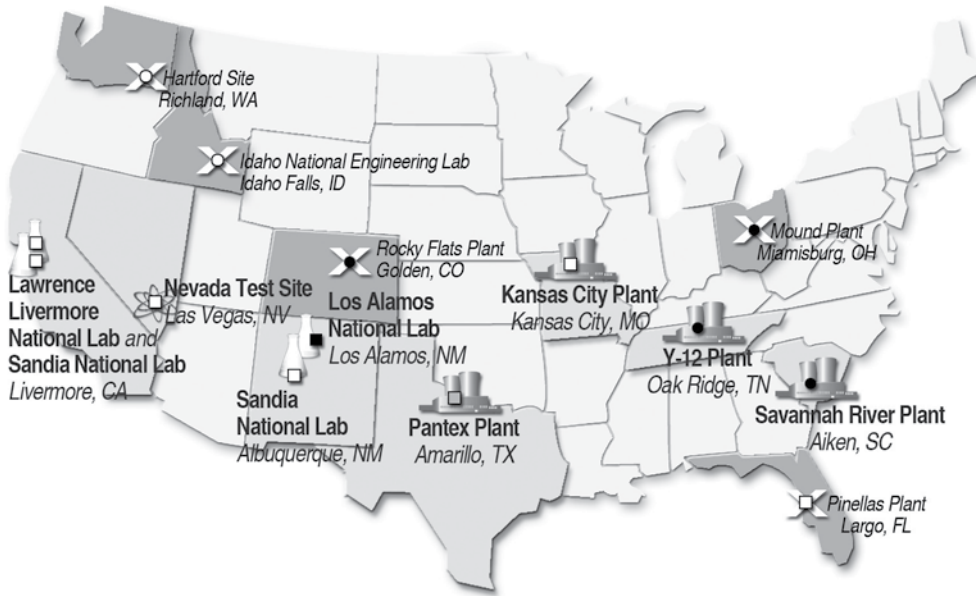 Hartford Site
Richland, WA
Idaho National Engineering Lab
Idaho Falls, ID
Rocky Flats Plant
Golden, CO
Mound Plant
Miamisburg, OH
Lawrence
Livermore
National Lab and
Sandia National Lab
Livermore, CA
Nevada Test Site
Las Vegas, NV
Los Alamos
National Lab
Los Alamos, NM
Kansas City Plant
Kansas City, MO
Y-12 Plant
Oak Ridge, TN
Sandia
National Lab
Albuquerque, NM
Pantex Plant
Amarillo, TX
Savannah River Plant
Aiken, SC
Pinellas Plant
Largo, FL